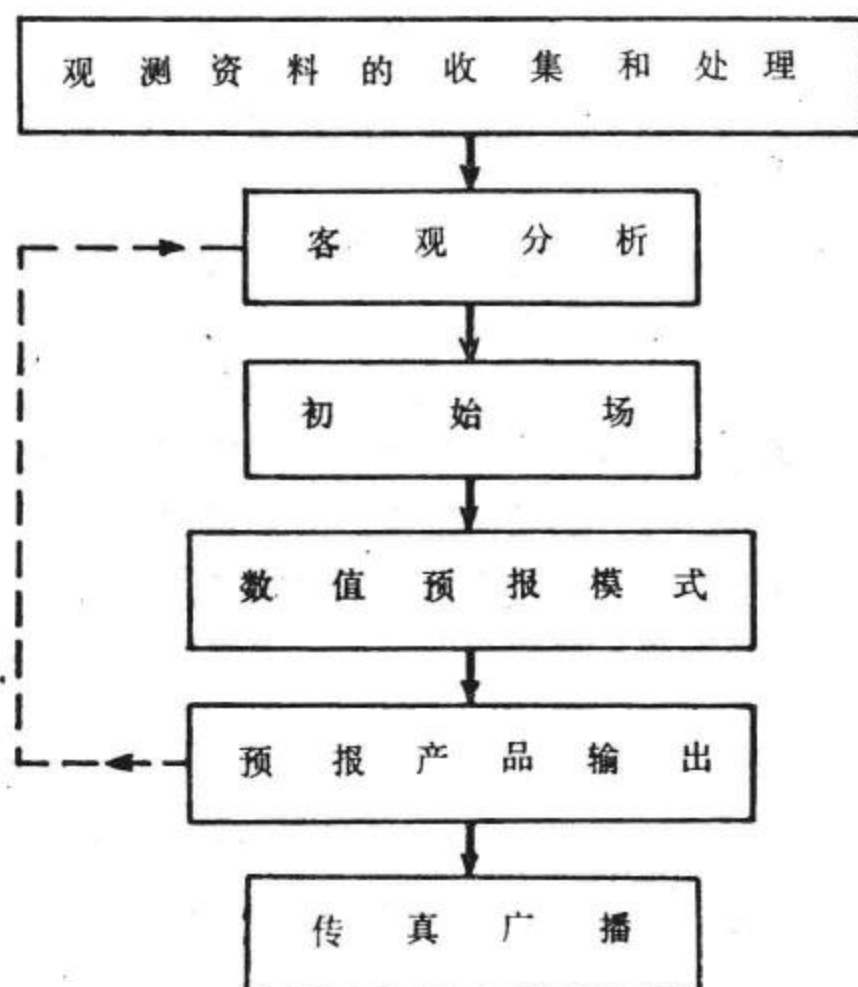 观测资料的收集和处理
客观分析
初始场
数值预报模式
预报产品输出
传真广播